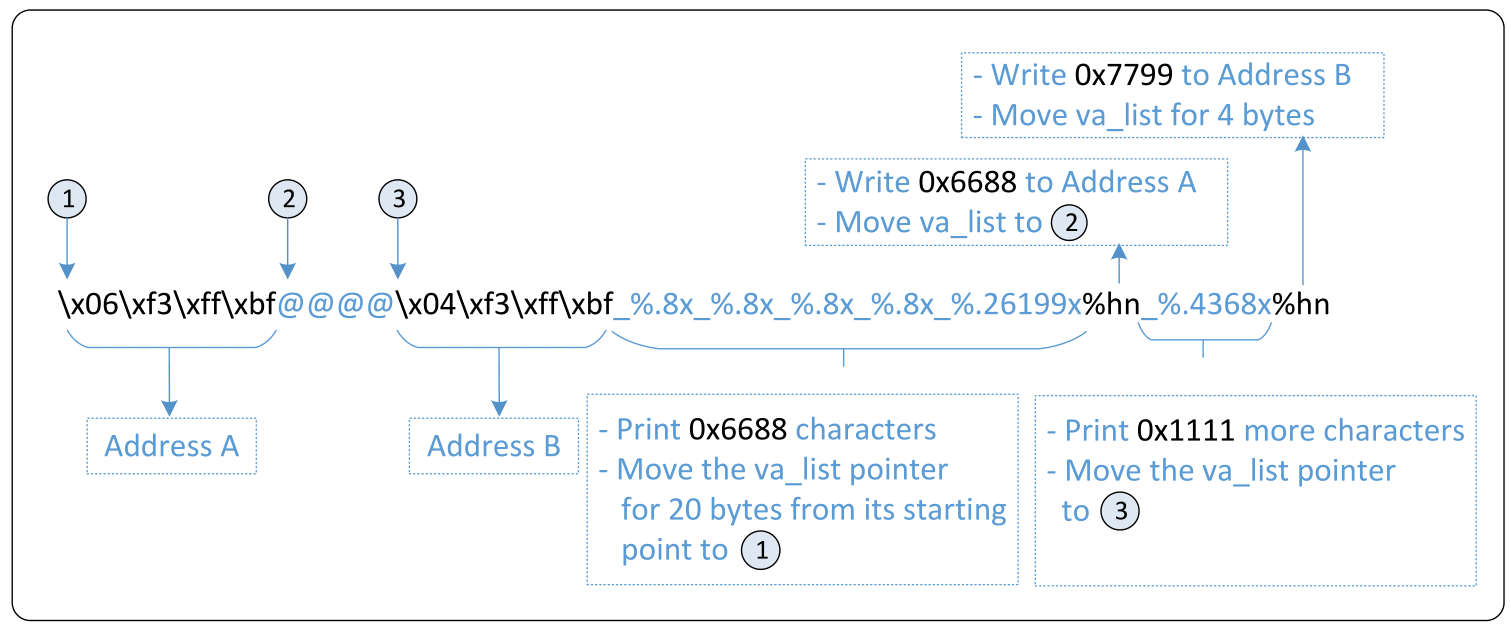 - Write 0x7799 to Address B
- Move va_list for 4 bytes
- Write 0x6688 to Address A
- Move va_list to 2
1 2 3
\x06\xf3\xff\xbf@@@@\x04\xf3\xff\xbf_%.8x_%.8x_%.8x_%.8x_%.26199x%hn_%.4368x%hn
Address A
Address B
- Print 0x6688 characters
- Move the va_list pointer
for 20 bytes from its starting
point to 1
- Print 0x1111 more characters
- Move the va_list pointer
to 3